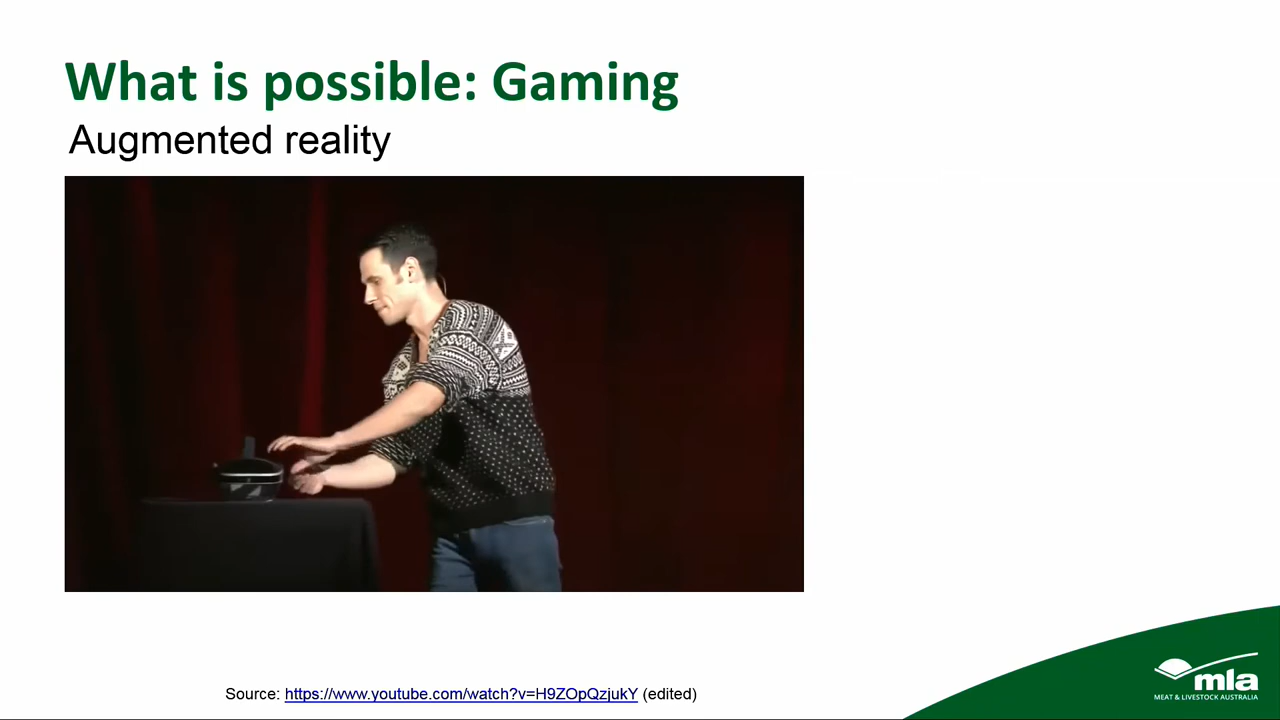 What is possible: Gaming
Augmented reality
Source: https://www.youtube.com/watch?v=H9ZOpQzjukY (edited)
mla
MEAT & LIVESTOCK AUSTRALIA